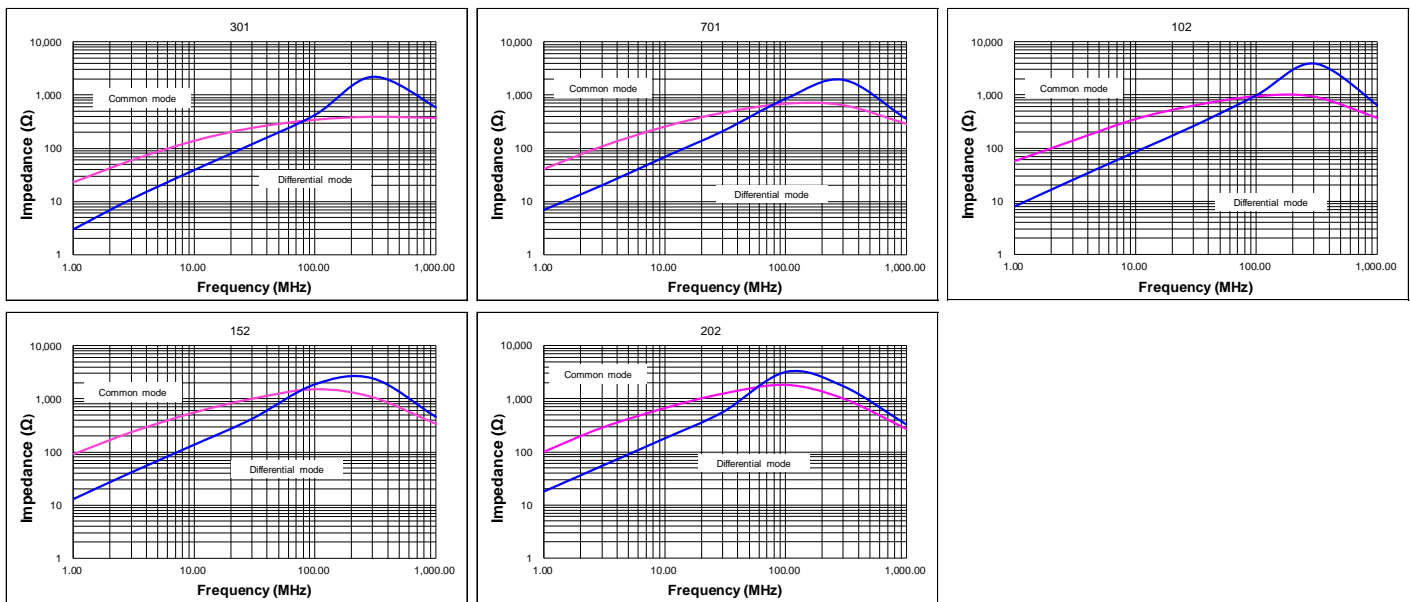 301
10,000
1,000
100
10
1
Impedance (Ω)
Common mode
Differential mode
1.00 10.00 100.00 1,000.00
Frequency (MHz)
701
10,000
1,000
100
10
1
Impedance (Ω)
Common mode
Differential mode
1.00 10.00 100.00 1,000.00
Frequency (MHz)
102
10,000
1,000
100
10
1
Impedance (Ω)
Common mode
Differential mode
1.00 10.00 100.00 1,000.00
Frequency (MHz)
152
10,000
1,000
100
10
1
Impedance (Ω)
Common mode
Differential mode
1.00 10.00 100.00 1,000.00
Frequency (MHz)
202
10,000
1,000
100
10
1
Impedance (Ω)
Common mode
Differential mode
1.00 10.00 100.00 1,000.00
Frequency (MHz)